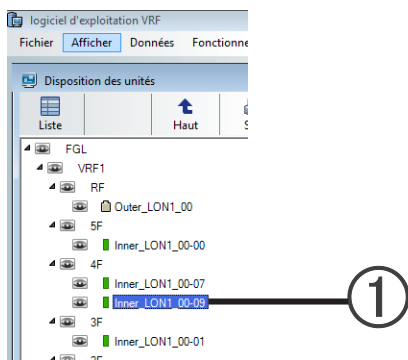 logiciel d'exploitation VRF
Fichier Afficher Données Fonctionne
Disposition des unités
Liste Haut
FGL
VRF1
RF
Outer_LON1_00
5F
Inner_LON1_00-00
4F
Inner_LON1_00-07
Inner_LON1_00-09 1
3F
Inner_LON1_00-01